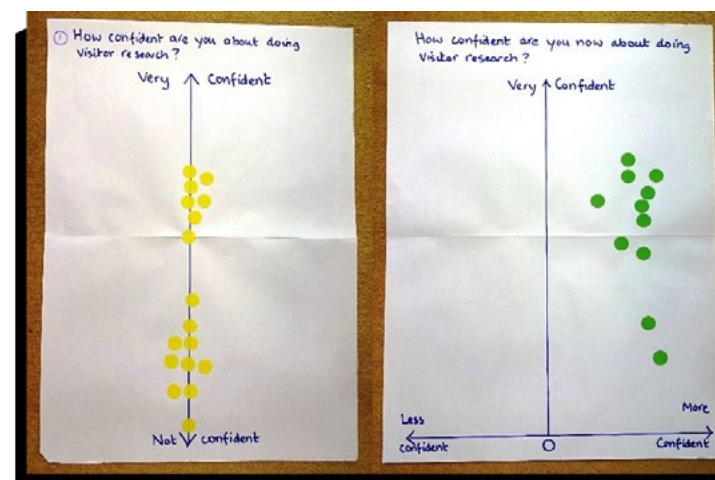 ① How confident are you about doing
visitor research?
Very Confident
Not confident
How confident are you now about doing
Visitor research?
Very Confident
Less
confident
O
More
Confident